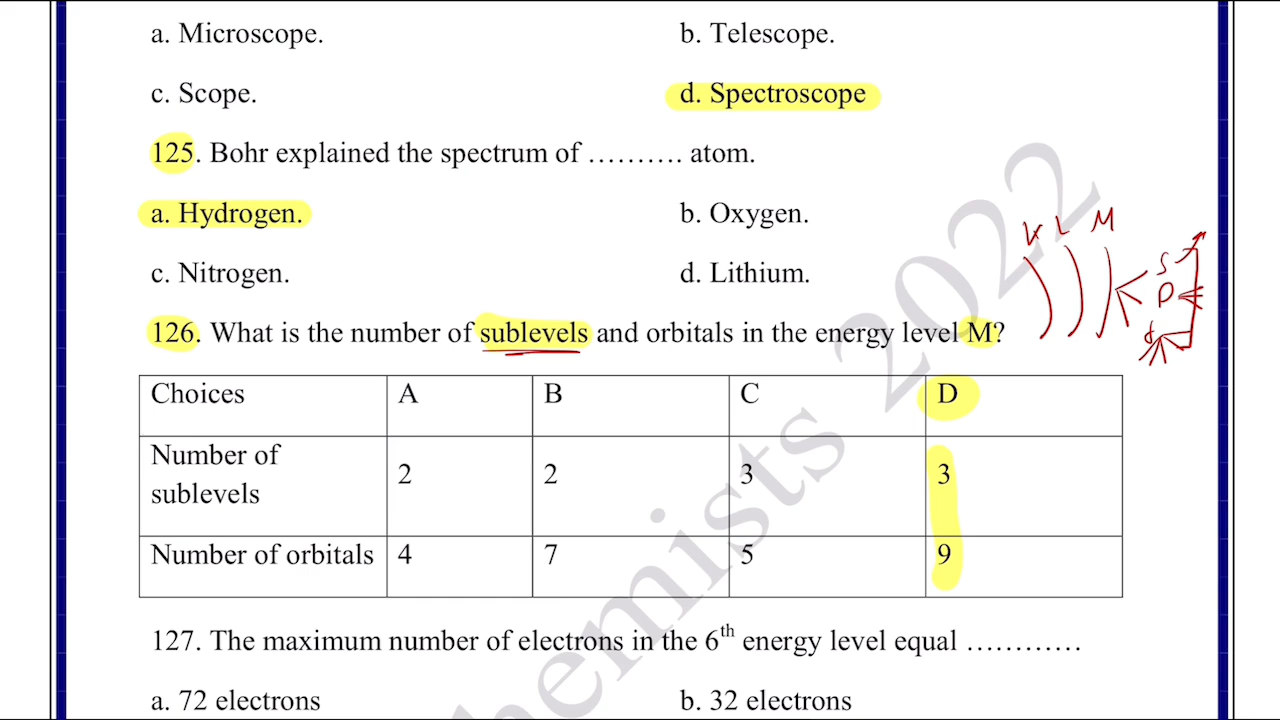 a. Microscope. b. Telescope.
c. Scope. d. Spectroscope
125. Bohr explained the spectrum of ………. atom.
a. Hydrogen. b. Oxygen.
K L M
c. Nitrogen. d. Lithium.
S
P
d
126. What is the number of sublevels and orbitals in the energy level M?
Choices A B C D
Number of sublevels 2 2 3 3
Number of orbitals 4 7 5 9
127. The maximum number of electrons in the 6th energy level equal …………
a. 72 electrons b. 32 electrons
hemists 2022